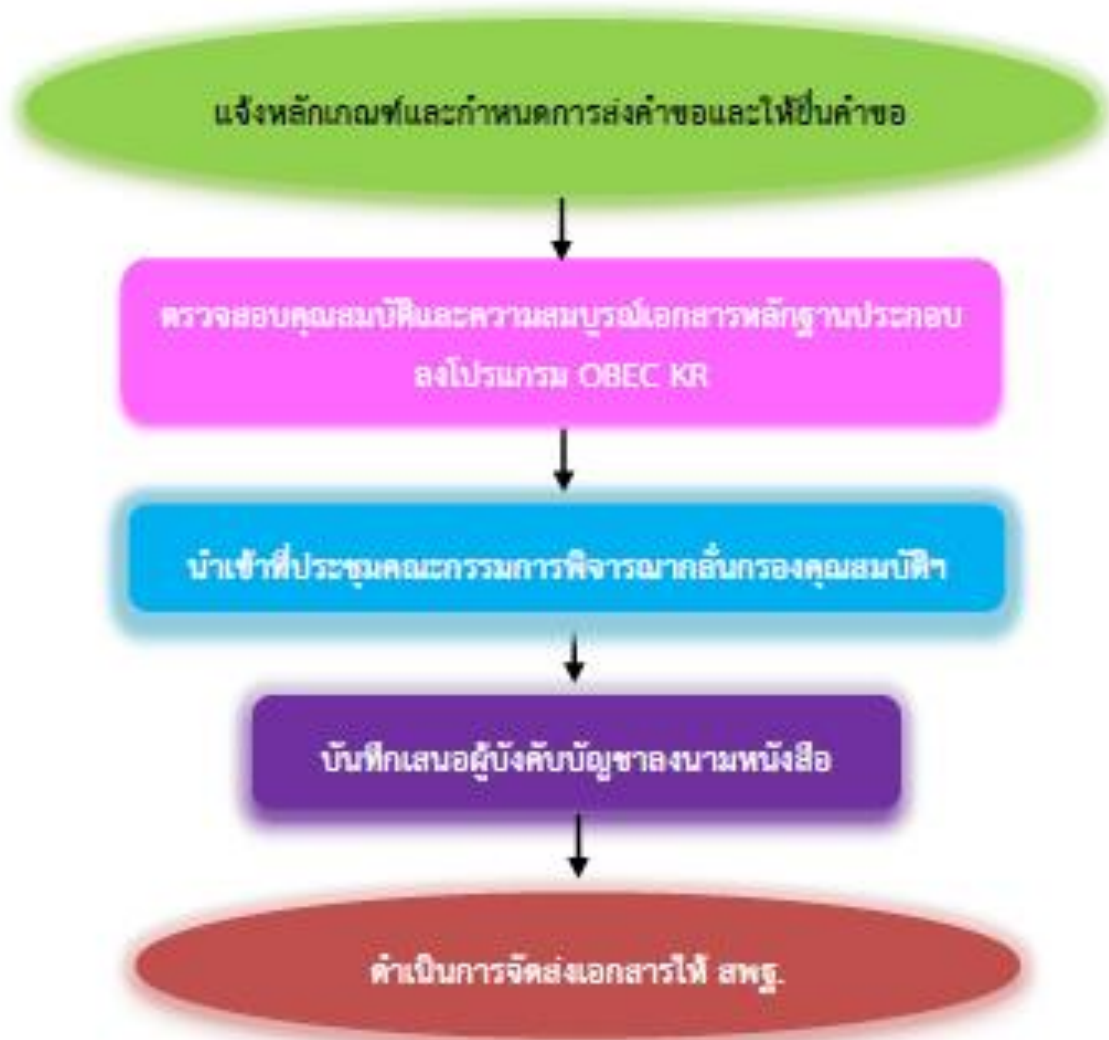 แจ้งหลักเกณฑ์และกำหนดการส่งคำขอและให้ยื่นคำขอ
ตรวจสอบคุณสมบัติและความสมบูรณ์เอกสารหลักฐานประกอบ
ลงโปรแกรม OBEC KR
นำเข้าที่ประชุมคณะกรรมการพิจารณากลั่นกรองคุณสมบัติฯ
บันทึกเสนอผู้บังคับบัญชาลงนามหนังสือ
ดำเนินการจัดส่งเอกสารให้ สพฐ.